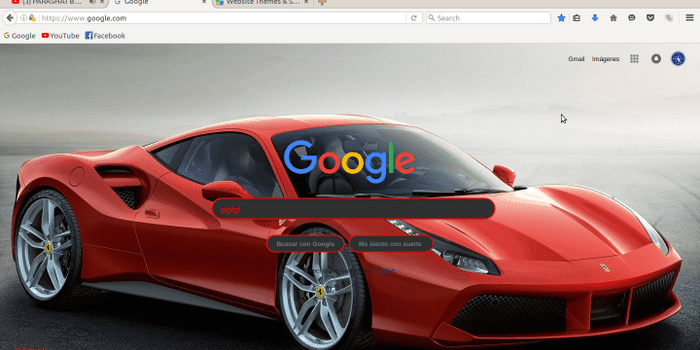 (3) PARASHAT B...
Google
Website Themes & S...
https://www.google.com
Search
Google YouTube Facebook
Gmail Imágenes
Google
gfgfgf
Buscar con Google Me siento con suerte